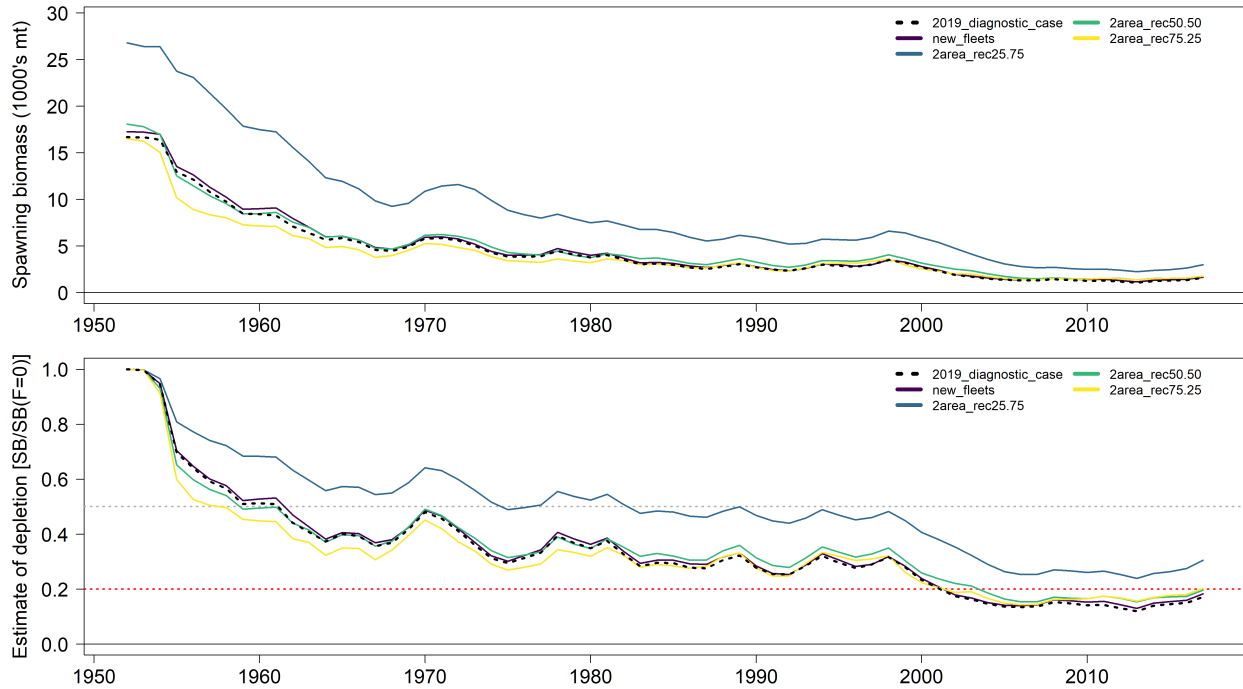 Spawning biomass (1000's mt)
30
25
20
15
10
5
0
2019_diagnostic_case
new_fleets
2area_rec25.75
2area_rec50.50
2area_rec75.25
1950 1960 1970 1980 1990 2000 2010
Estimate of depletion [SB/SB(F=0)]
1.0
0.8
0.6
0.4
0.2
0.0
2019_diagnostic_case
new_fleets
2area_rec25.75
2area_rec50.50
2area_rec75.25
1950 1960 1970 1980 1990 2000 2010